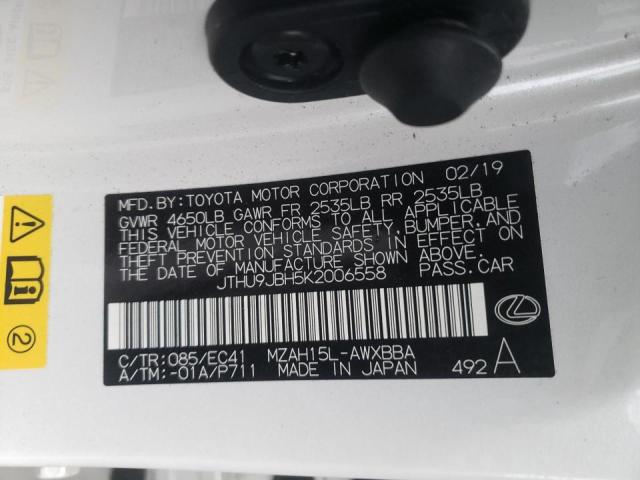 MFD. BY: TOYOTA MOTOR CORPORATION 02/19
GVWR 4650LB GAWR FR 2535LB RR 2535LB
THIS VEHICLE CONFORMS TO ALL APPLICABLE
FEDERAL MOTOR VEHICLE SAFETY, BUMPER, AND
THEFT PREVENTION STANDARDS IN EFFECT ON
THE DATE OF MANUFACTURE SHOWN ABOVE.
JTHU9JBH5K2006558 PASS. CAR
C/TR: 085/EC41 MZAH15L-AWXBBA
A/TM: -01A/P711 MADE IN JAPAN 492 A
2